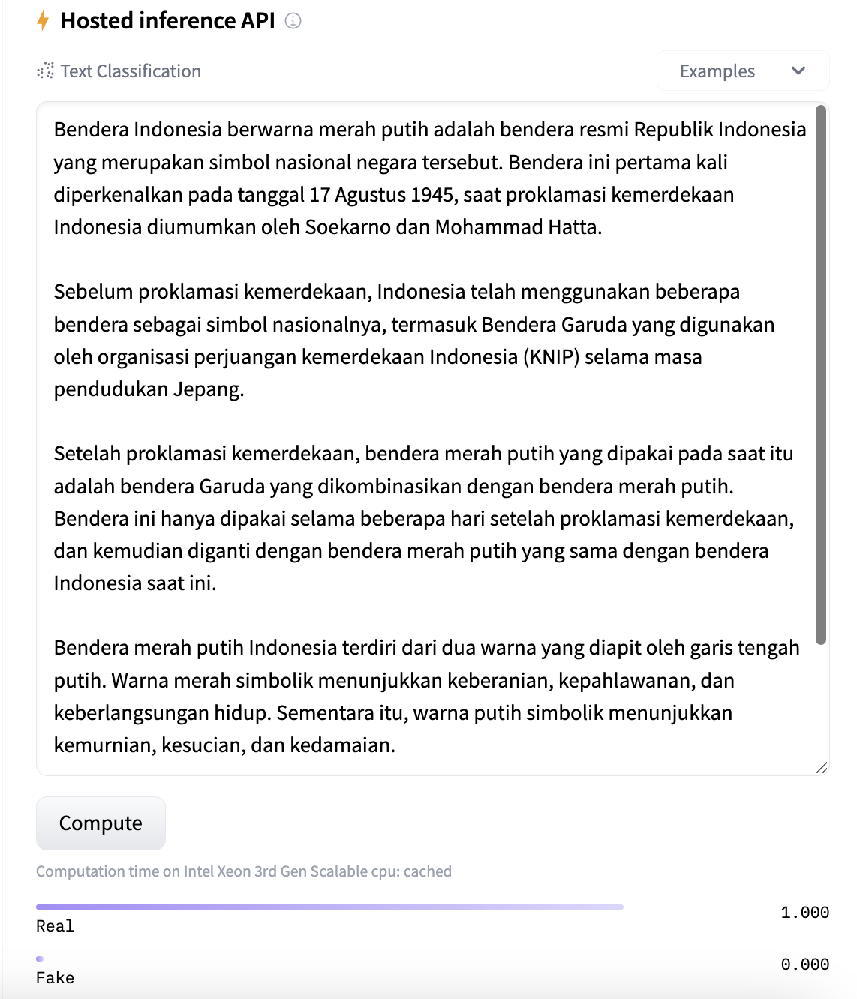 Hosted inference API
Text Classification
Examples
Bendera Indonesia berwarna merah putih adalah bendera resmi Republik Indonesia
yang merupakan simbol nasional negara tersebut. Bendera ini pertama kali
diperkenalkan pada tanggal 17 Agustus 1945, saat proklamasi kemerdekaan
Indonesia diumumkan oleh Soekarno dan Mohammad Hatta.
Sebelum proklamasi kemerdekaan, Indonesia telah menggunakan beberapa
bendera sebagai simbol nasionalnya, termasuk Bendera Garuda yang digunakan
oleh organisasi perjuangan kemerdekaan Indonesia (KNIP) selama masa
pendudukan Jepang.
Setelah proklamasi kemerdekaan, bendera merah putih yang dipakai pada saat itu
adalah bendera Garuda yang dikombinasikan dengan bendera merah putih.
Bendera ini hanya dipakai selama beberapa hari setelah proklamasi kemerdekaan,
dan kemudian diganti dengan bendera merah putih yang sama dengan bendera
Indonesia saat ini.
Bendera merah putih Indonesia terdiri dari dua warna yang diapit oleh garis tengah
putih. Warna merah simbolik menunjukkan keberanian, kepahlawanan, dan
keberlangsungan hidup. Sementara itu, warna putih simbolik menunjukkan
kemurnian, kesucian, dan kedamaian.
Compute
Computation time on Intel Xeon 3rd Gen Scalable cpu: cached
Real 1.000
Fake 0.000